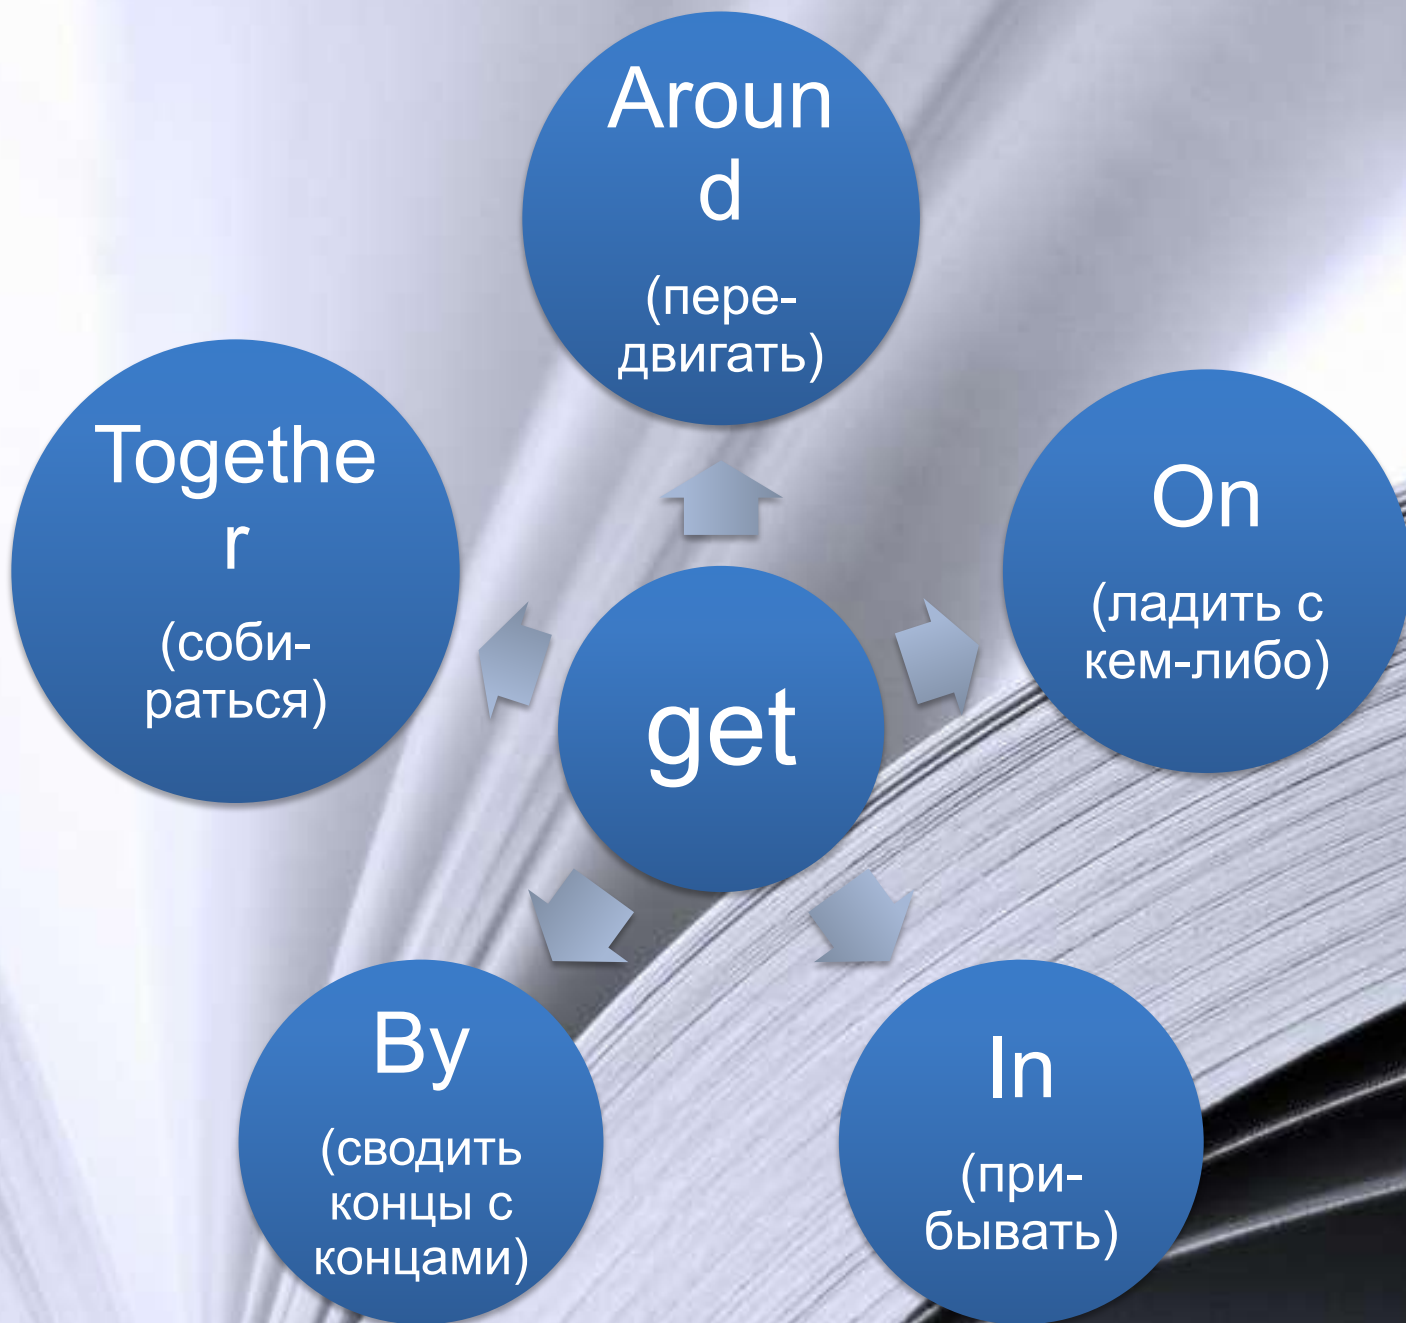 Aroun
d
(пере-
двигать)
Togethe
r
(соби-
раться)
On
(ладить с
кем-либо)
get
By
(сводить
концы с
концами)
In
(при-
бывать)